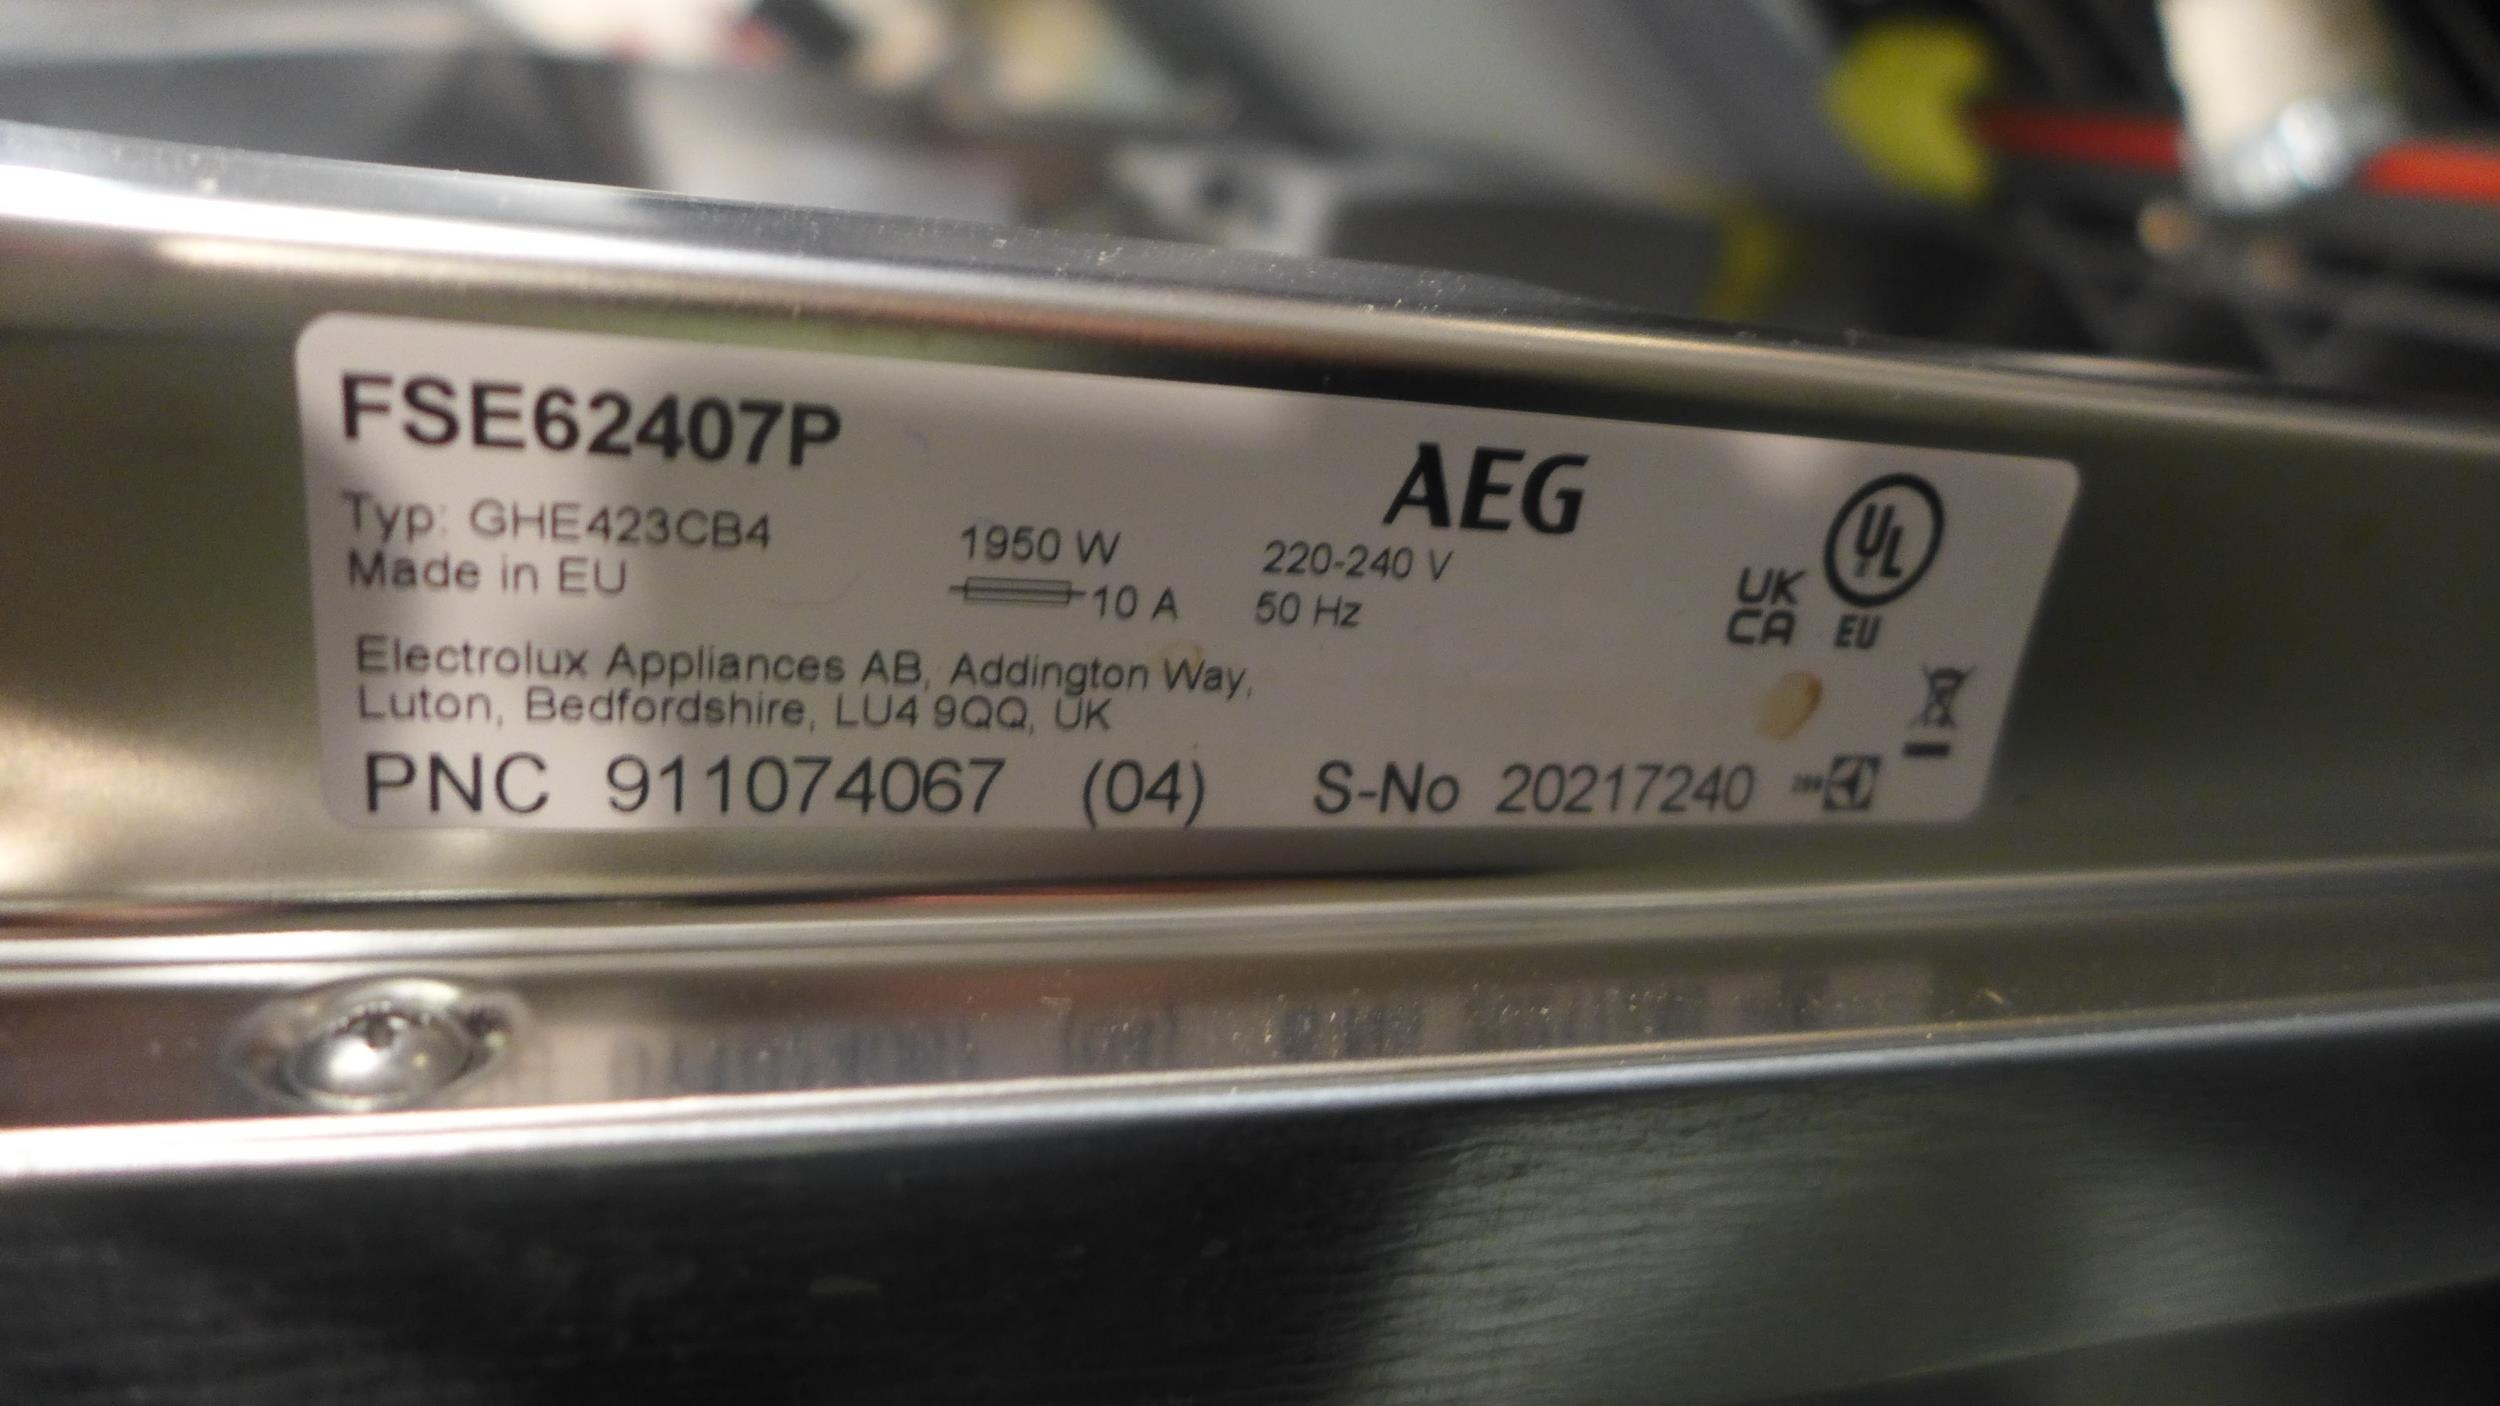 FSE62407P
AEG
Typ: GHE423CB4
Made in EU
1950 W
10 A
220-240 V
50 Hz
UL
EU
UK
CA
Electrolux Appliances AB, Addington Way,
Luton, Bedfordshire, LU4 9QQ, UK
PNC 911074067 (04) S-No 20217240